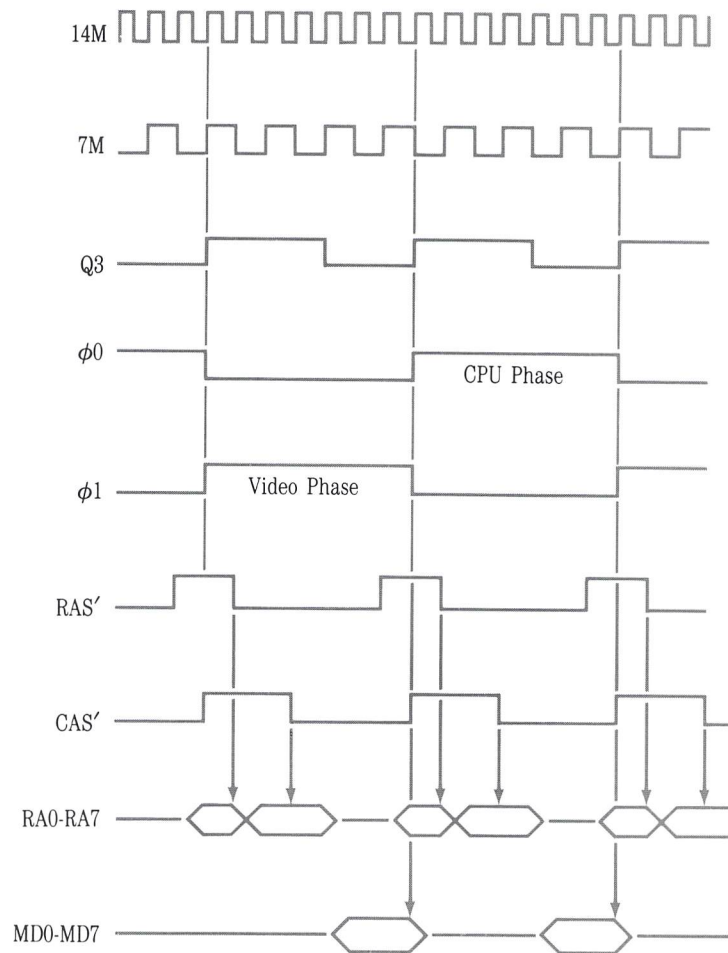 14M
7M
Q3
ϕ0
CPU Phase
ϕ1
Video Phase
RAS′
CAS′
RA0-RA7
MD0-MD7